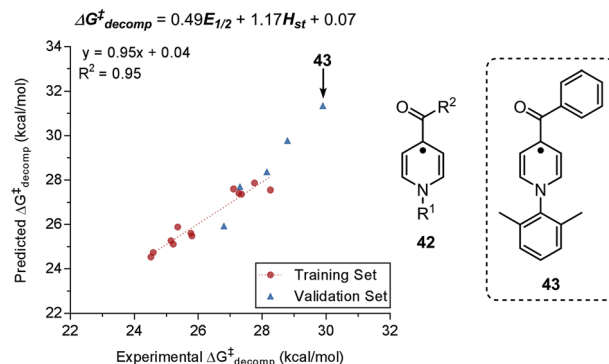 ΔG‡decomp = 0.49E1/2 + 1.17Hst + 0.07
y = 0.95x + 0.04
R² = 0.95
43
34
32
30
28
26
24
22
Predicted ΔG‡decomp (kcal/mol)
22
24
26
28
30
32
Experimental ΔG‡decomp (kcal/mol)
Training Set
Validation Set
O
R²
N
R¹
42
O
N
43